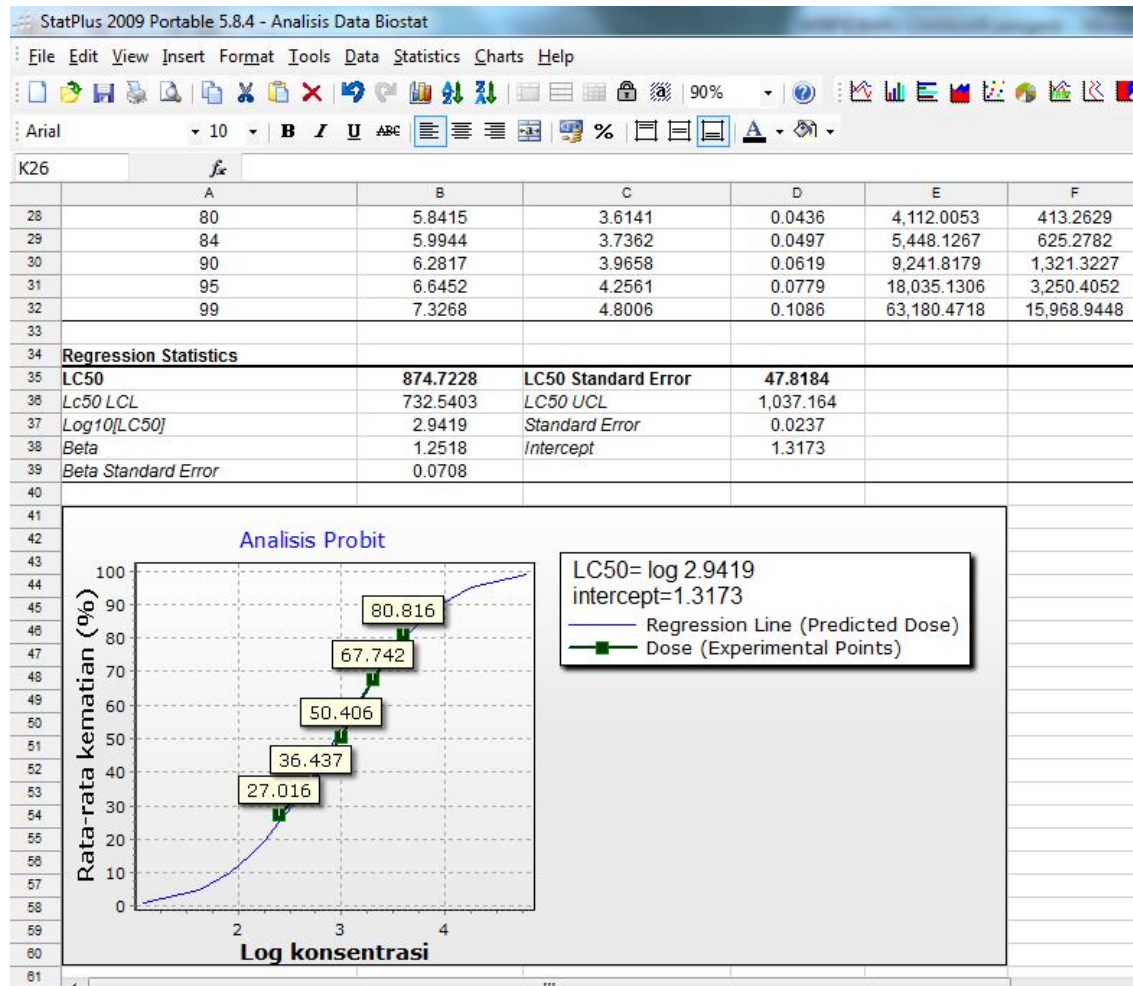 StatPlus 2009 Portable 5.8.4 - Analisis Data Biostat
File Edit View Insert Format Tools Data Statistics Charts Help
90%
Arial 10 B I U ABC % A
K26 fx
A B C D E F
28 80 5.8415 3.6141 0.0436 4,112.0053 413.2629
29 84 5.9944 3.7362 0.0497 5,448.1267 625.2782
30 90 6.2817 3.9658 0.0619 9,241.8179 1,321.3227
31 95 6.6452 4.2561 0.0779 18,035.1306 3,250.4052
32 99 7.3268 4.8006 0.1086 63,180.4718 15,968.9448
33
34 Regression Statistics
35 LC50 874.7228 LC50 Standard Error 47.8184
36 Lc50 LCL 732.5403 LC50 UCL 1,037.164
37 Log10[LC50] 2.9419 Standard Error 0.0237
38 Beta 1.2518 Intercept 1.3173
39 Beta Standard Error 0.0708
40
41
42
43
44
45
46
47
48
49
50
51
52
53
54
55
56
57
58
59
60
61
Analisis Probit
LC50= log 2.9419
intercept=1.3173
Regression Line (Predicted Dose)
Dose (Experimental Points)
Rata-rata kematian (%)
100
90
80
70
60
50
40
30
20
10
0
80.816
67.742
50.406
36.437
27.016
2 3 4
Log konsentrasi